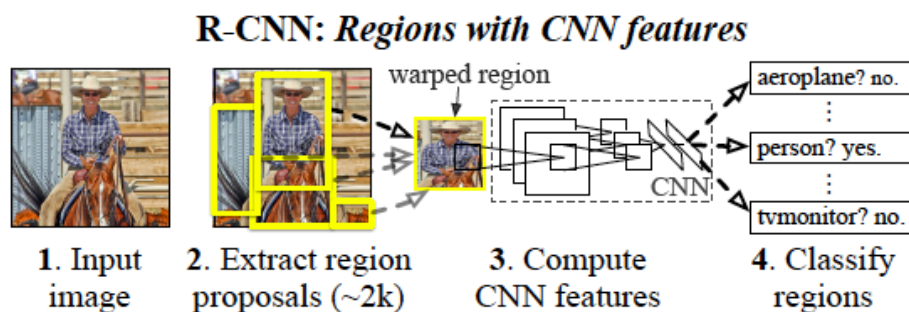 R-CNN: Regions with CNN features
warped region
aeroplane? no.
⋮
person? yes.
⋮
tvmonitor? no.
CNN
1. Input
image
2. Extract region
proposals (~2k)
3. Compute
CNN features
4. Classify
regions